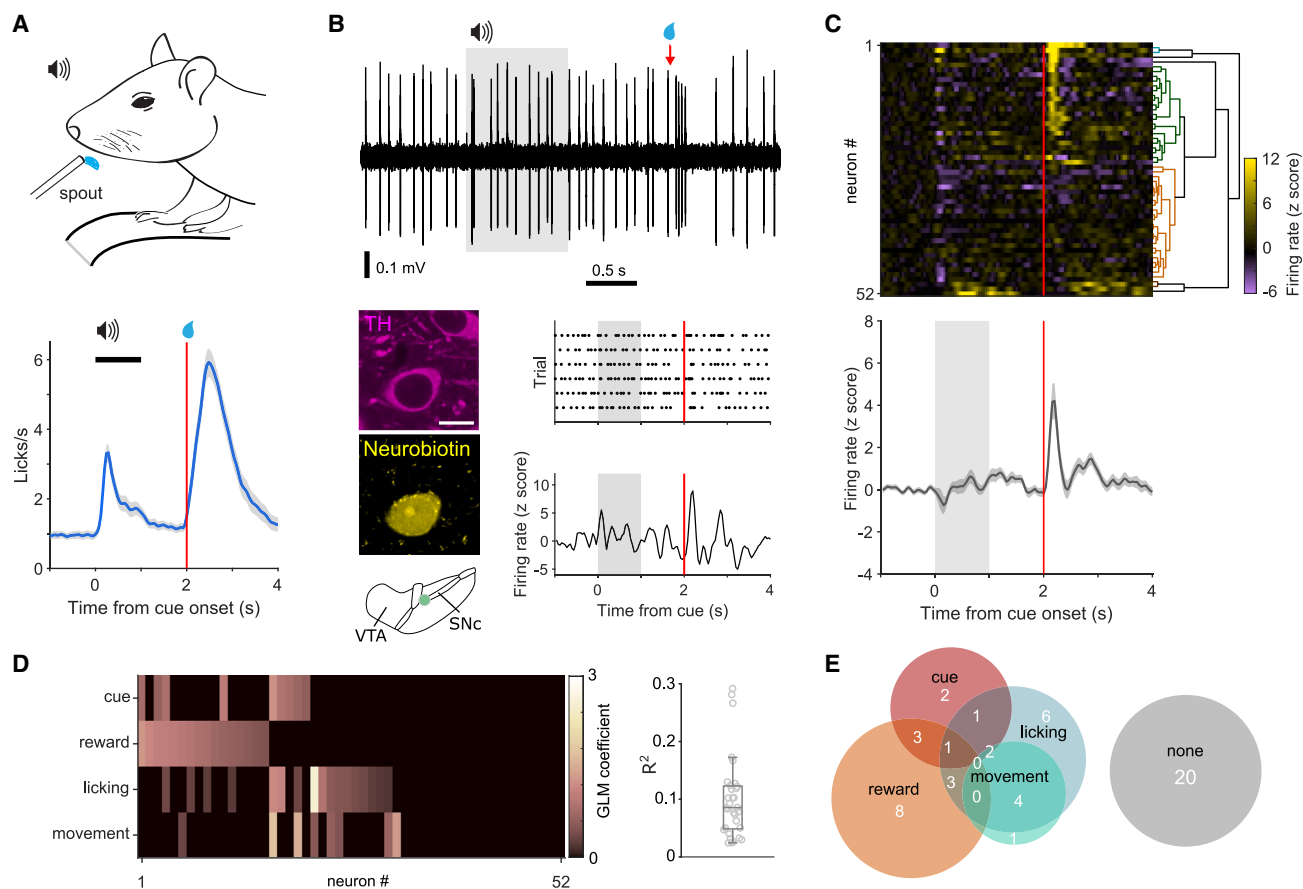 A
spout
Licks/s
6
4
2
0
0
2
4
Time from cue onset (s)
B
0.1 mV
0.5 s
TH
Neurobiotin
VTA
SNc
Trial
Firing rate (z score)
10
5
0
-5
0
2
4
Time from cue (s)
C
1
neuron #
52
12
6
0
-6
Firing rate (z score)
Firing rate (z score)
8
6
4
2
0
-2
-4
0
2
4
Time from cue onset (s)
D
cue
reward
licking
movement
1
neuron #
52
3
0
GLM coefficient
R2
0.3
0.2
0.1
0
E
cue
2
1
6
licking
3
1
2
0
movement
reward
3
0
4
8
1
none
20